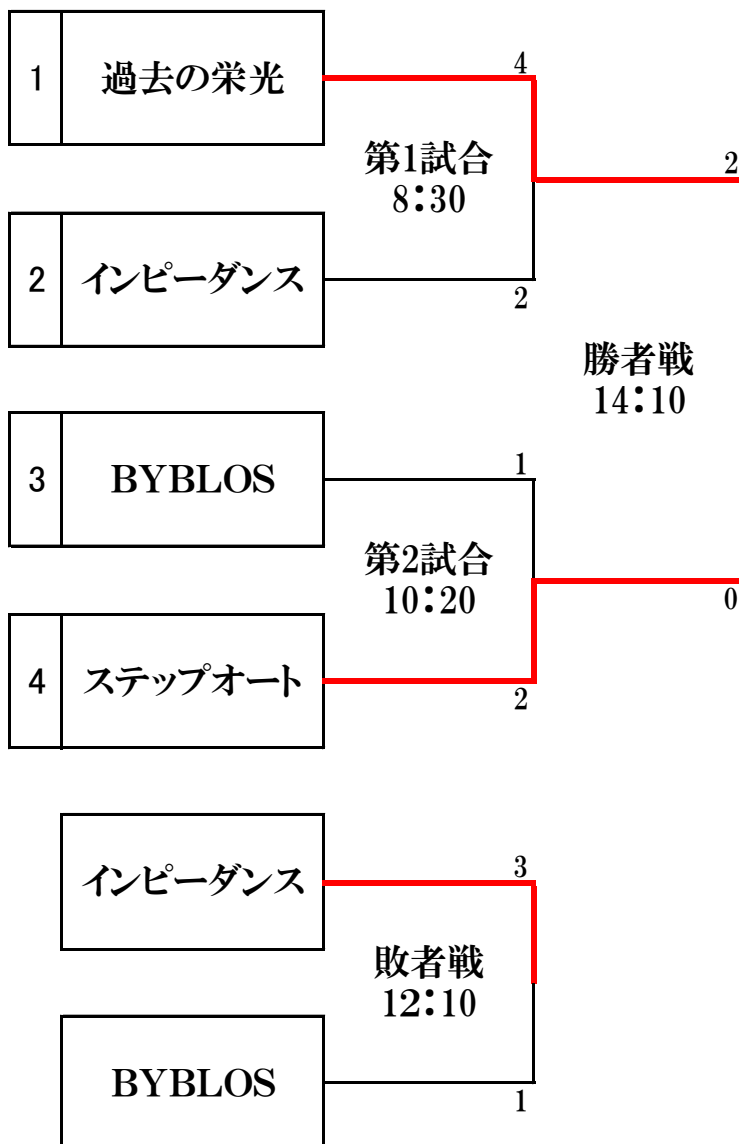 1 過去の栄光
4
第1試合
8:30
2
2 インピーダンス
2
勝者戦
14:10
3 BYBLOS
1
第2試合
10:20
0
4 ステップオート
2
インピーダンス
3
敗者戦
12:10
BYBLOS
1